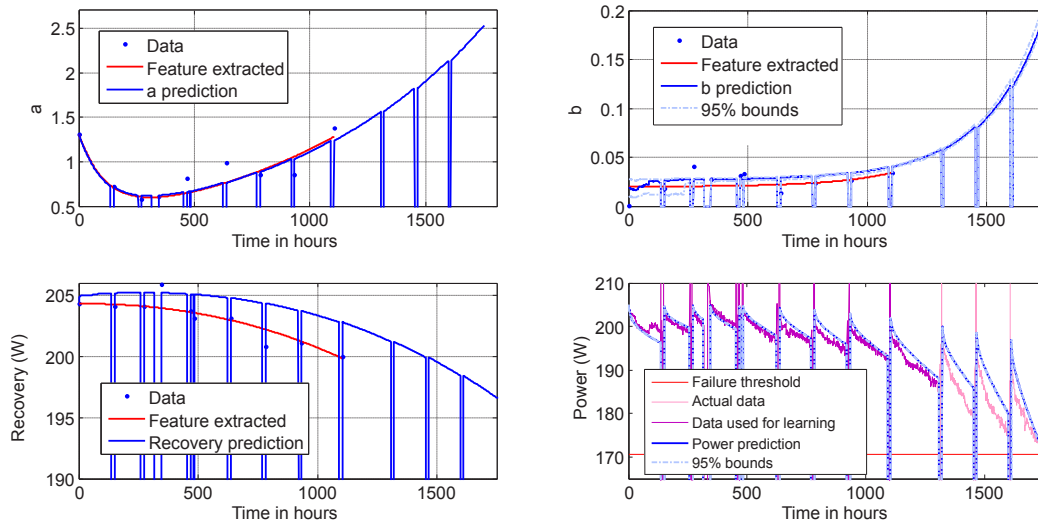 2.5
2
1.5
1
0.5
a
Data
Feature extracted
a prediction
0
500
1000
1500
Time in hours
0.2
0.15
0.1
0.05
0
b
Data
Feature extracted
b prediction
95% bounds
0
500
1000
1500
Time in hours
205
200
195
190
Recovery (W)
Data
Feature extracted
Recovery prediction
0
500
1000
1500
Time in hours
210
200
190
180
170
Power (W)
Failure threshold
Actual data
Data used for learning
Power prediction
95% bounds
0
500
1000
1500
Time in hours